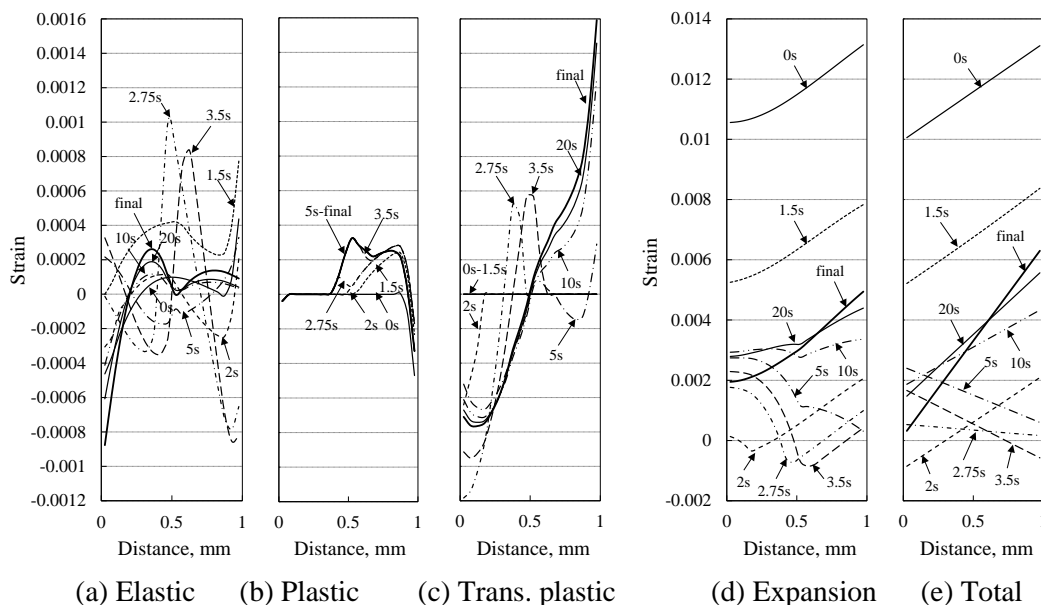 0.0016
0.0014
0.0012
0.001
0.0008
0.0006
0.0004
0.0002
0
-0.0002
-0.0004
-0.0006
-0.0008
-0.001
-0.0012
Strain
2.75s
3.5s
1.5s
final
10s
20s
0s
5s
2s
0 0.5 1
Distance, mm
(a) Elastic
5s-final
3.5s
1.5s
2.75s
2s
0s
0 0.5 1
Distance, mm
(b) Plastic
final
20s
2.75s
3.5s
0s-1.5s
2s
10s
5s
0 0.5 1
Distance, mm
(c) Trans. plastic
0.014
0.012
0.01
0.008
0.006
0.004
0.002
0
-0.002
Strain
0s
1.5s
final
20s
5s
10s
2s
2.75s
3.5s
0 0.5 1
Distance, mm
(d) Expansion
0s
1.5s
final
20s
5s
10s
2s
2.75s
3.5s
0 0.5 1
Distance, mm
(e) Total